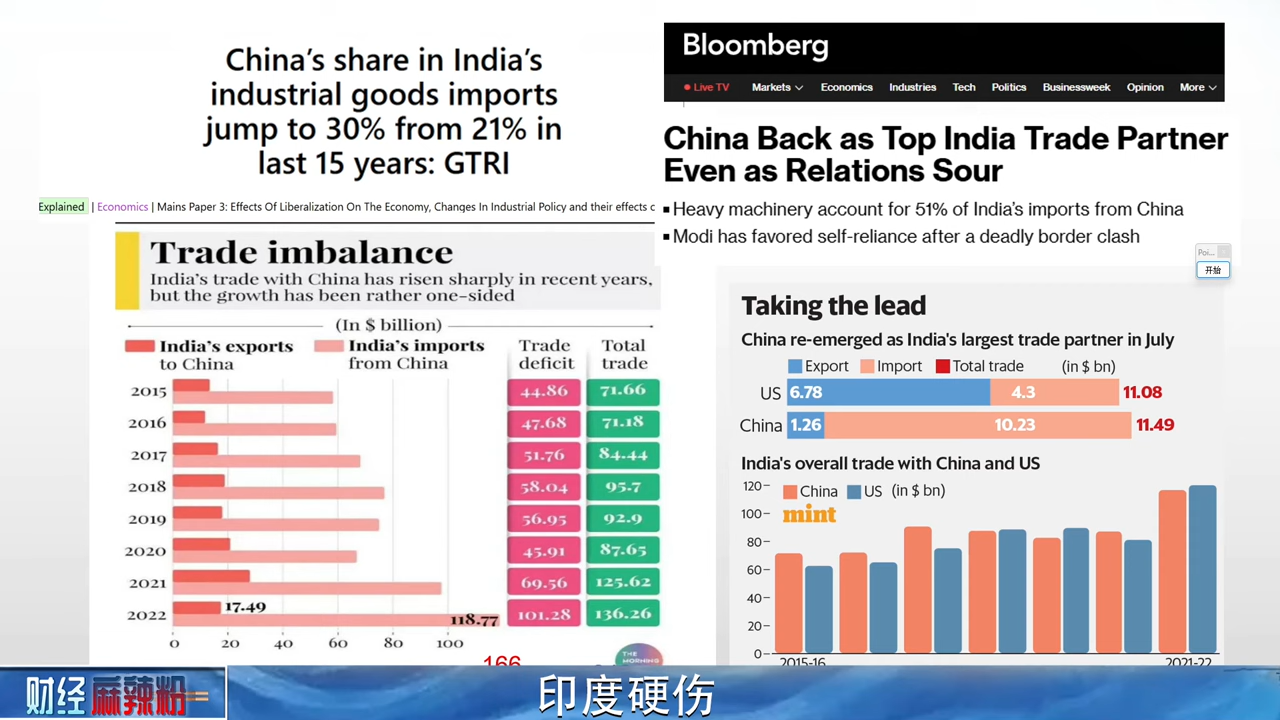 China's share in India's
industrial goods imports
jump to 30% from 21% in
last 15 years: GTRI
Explained | Economics | Mains Paper 3: Effects Of Liberalization On The Economy, Changes In Industrial Policy and their effects
Trade imbalance
India's trade with China has risen sharply in recent years,
but the growth has been rather one-sided
(In $ billion)
India's exports
to China
India's imports
from China
Trade
deficit
Total
trade
2015 44.86 71.66
2016 47.68 71.18
2017 51.76 84.44
2018 58.04 95.7
2019 56.95 92.9
2020 45.91 87.65
2021 69.56 125.62
2022 17.49 118.77 101.28 136.26
0 20 40 60 80 100
166
THE
MORNING
Bloomberg
Live TV Markets Economics Industries Tech Politics Businessweek Opinion More
China Back as Top India Trade Partner
Even as Relations Sour
Heavy machinery account for 51% of India's imports from China
Modi has favored self-reliance after a deadly border clash
Poi...
开始
Taking the lead
China re-emerged as India's largest trade partner in July
Export Import Total trade (in $ bn)
US 6.78 4.3 11.08
China 1.26 10.23 11.49
India's overall trade with China and US
China US (in $ bn)
mint
120
100
80
60
40
20
0
2015-16 2021-22
财经麻辣粉
印度硬伤